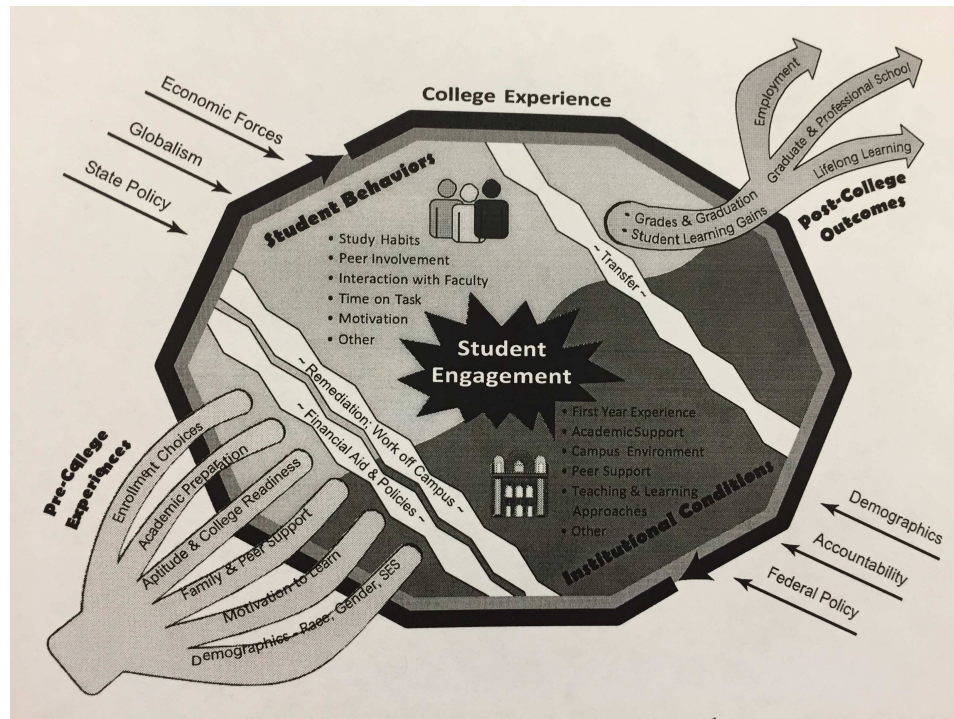 College Experience
Economic Forces
Globalism
State Policy
Student Behaviors
• Study Habits
• Peer Involvement
• Interaction with Faculty
• Time on Task
• Motivation
• Other
~ Transfer ~
• Grades & Graduation
• Student Learning Gains
Employment
Graduate & Professional School
Lifelong Learning
Post-College
Outcomes
Student
Engagement
~ Remediation; Work off Campus ~
~ Financial Aid & Policies ~
• First Year Experience
• Academic Support
• Campus Environment
• Peer Support
• Teaching & Learning
Approaches
• Other
Institutional Conditions
Pre-College
Experiences
Enrollment Choices
Academic Preparation
Aptitude & College Readiness
Family & Peer Support
Motivation to Learn
Demographics - Race, Gender, SES
Demographics
Accountability
Federal Policy